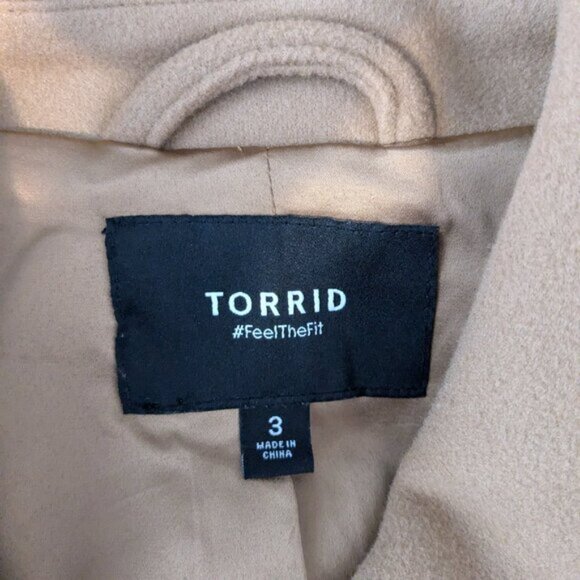 TORRID
#FeelTheFit
3
MADE IN
CHINA